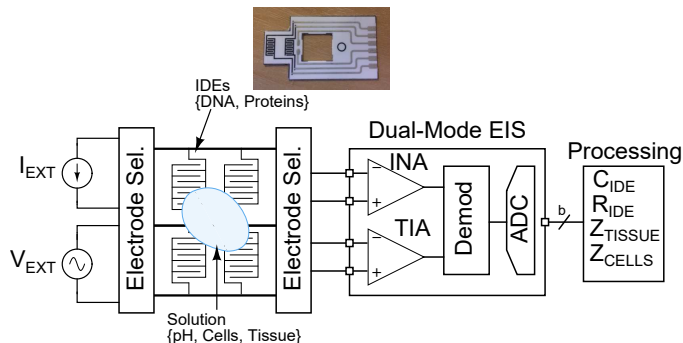 IDEs
{DNA, Proteins}
Dual-Mode EIS
Processing
I_EXT
V_EXT
Electrode Sel.
Electrode Sel.
−
INA
+
−
TIA
+
Demod
ADC
b
C_IDE
R_IDE
Z_TISSUE
Z_CELLS
Solution
{pH, Cells, Tissue}